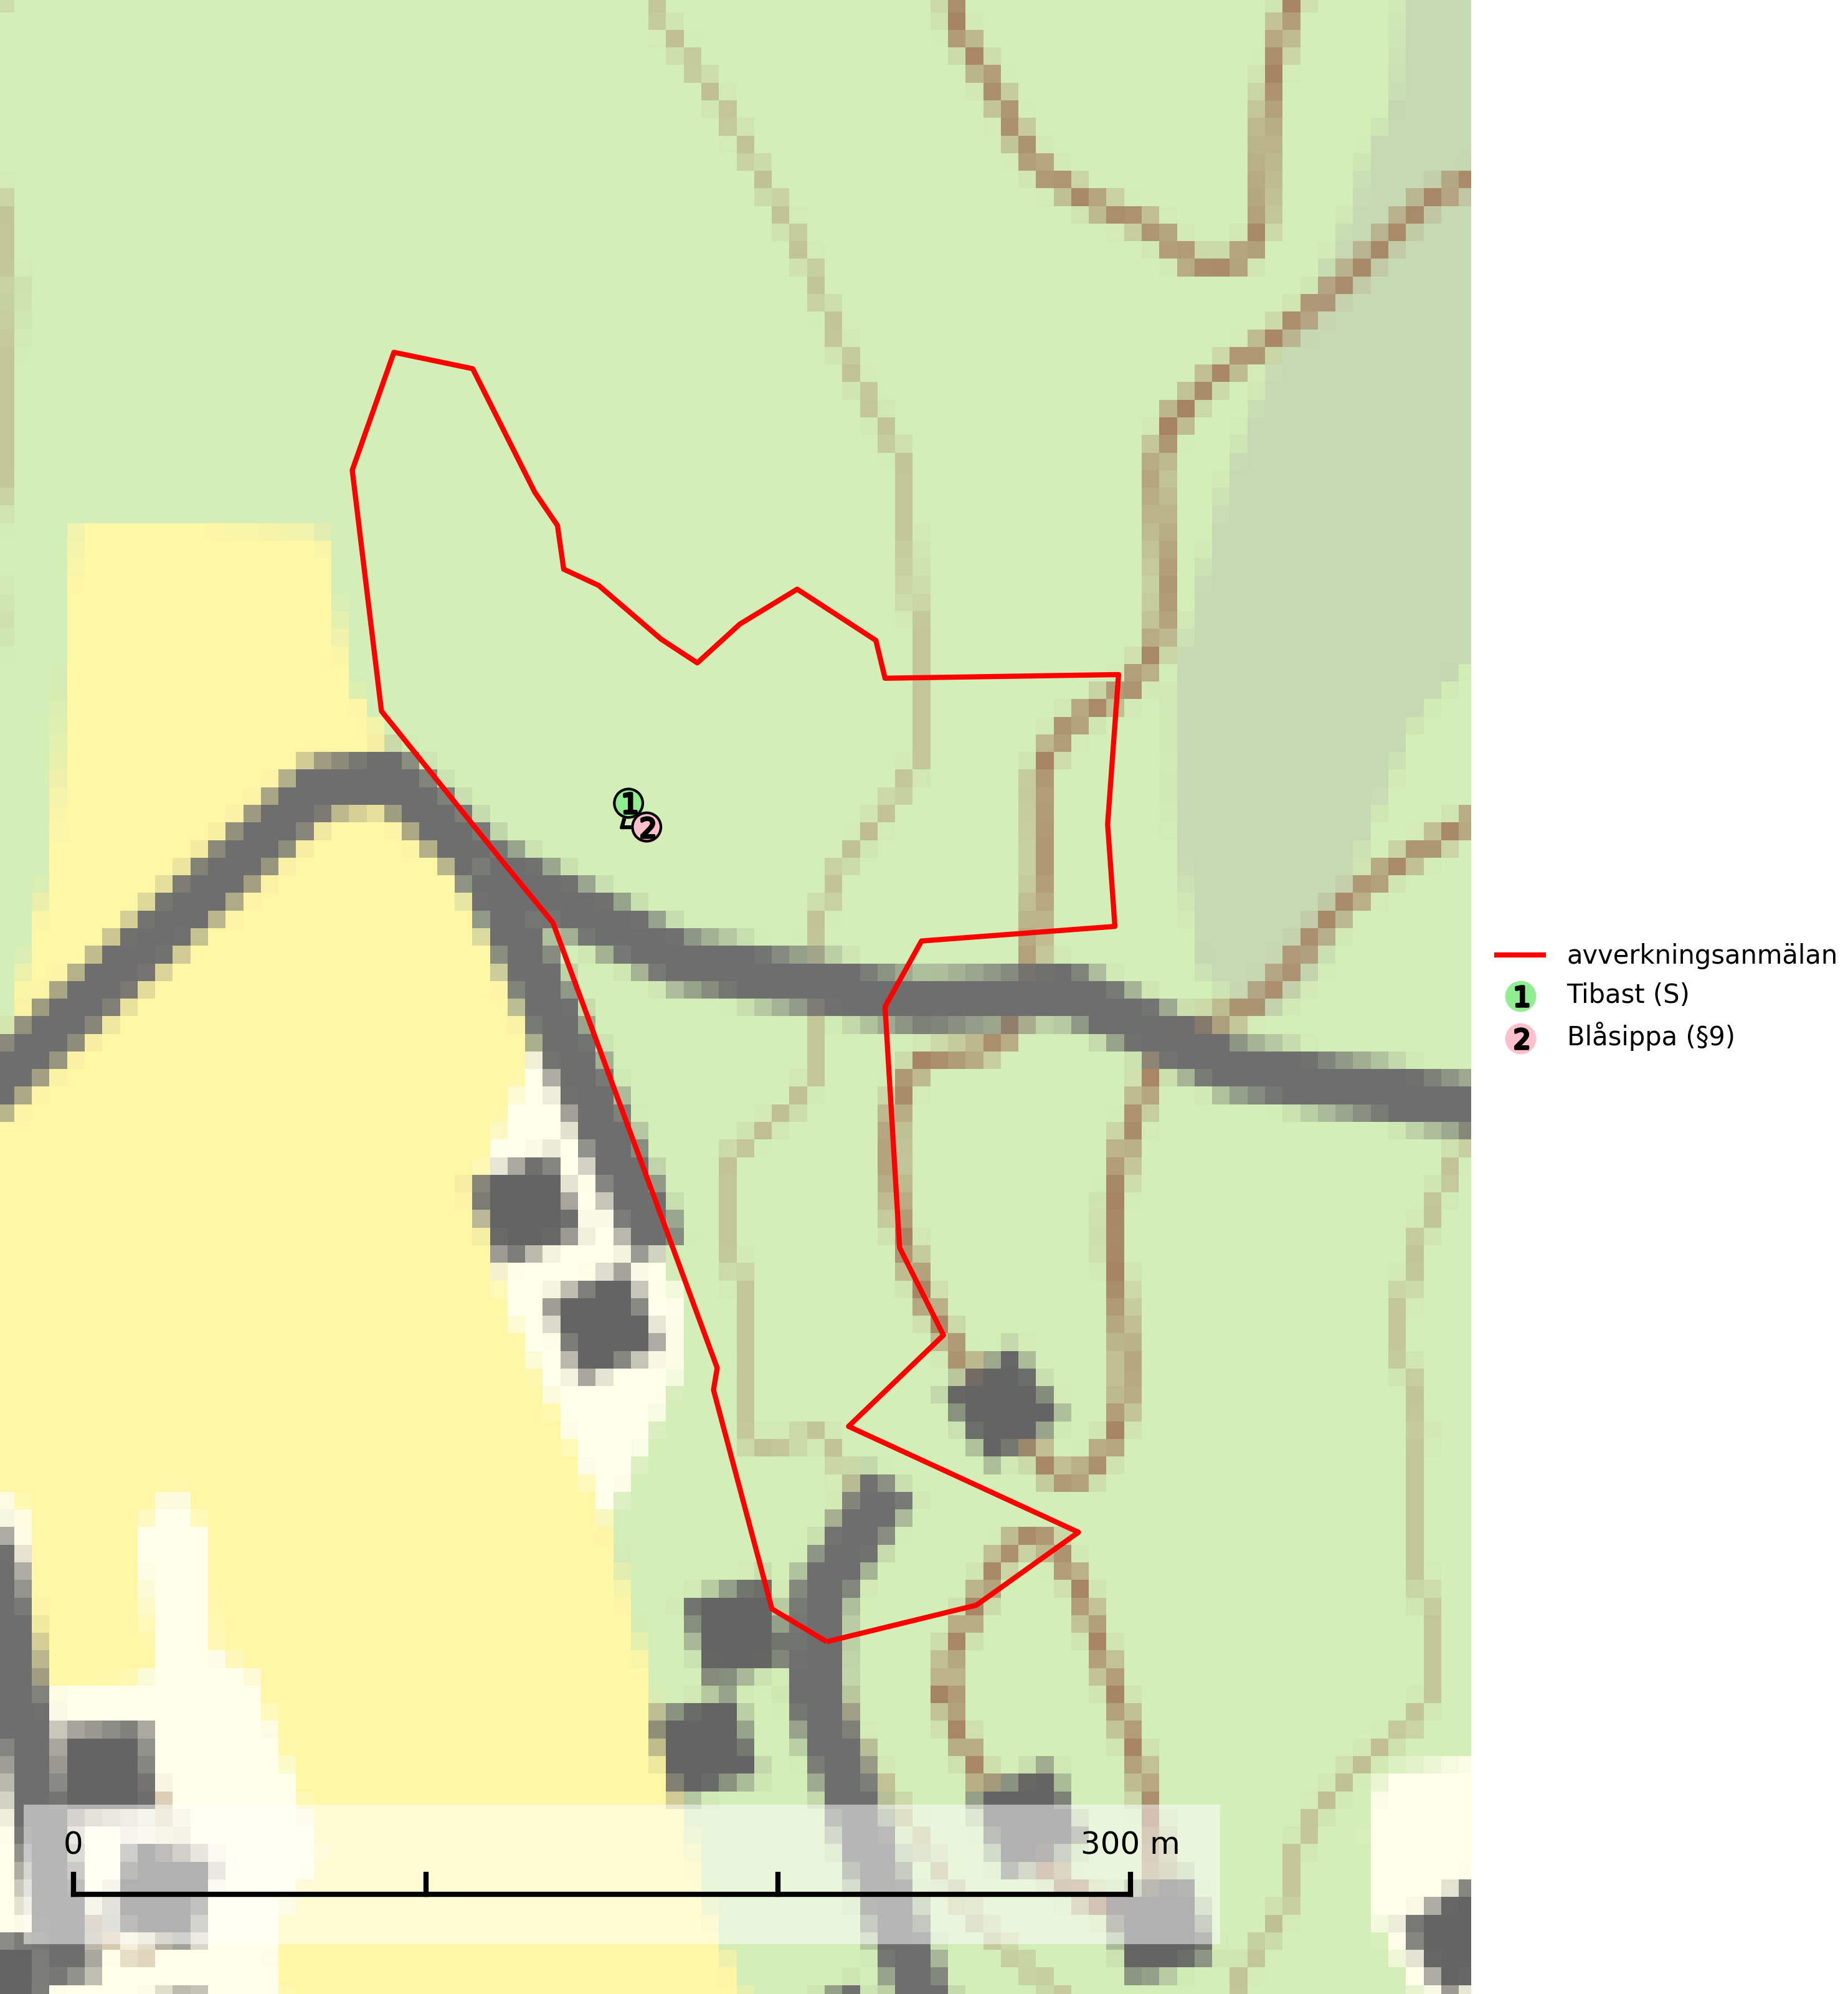 1
2
avverkningsanmälan
1 Tibast (S)
2 Blåsippa (§9)
0 300 m